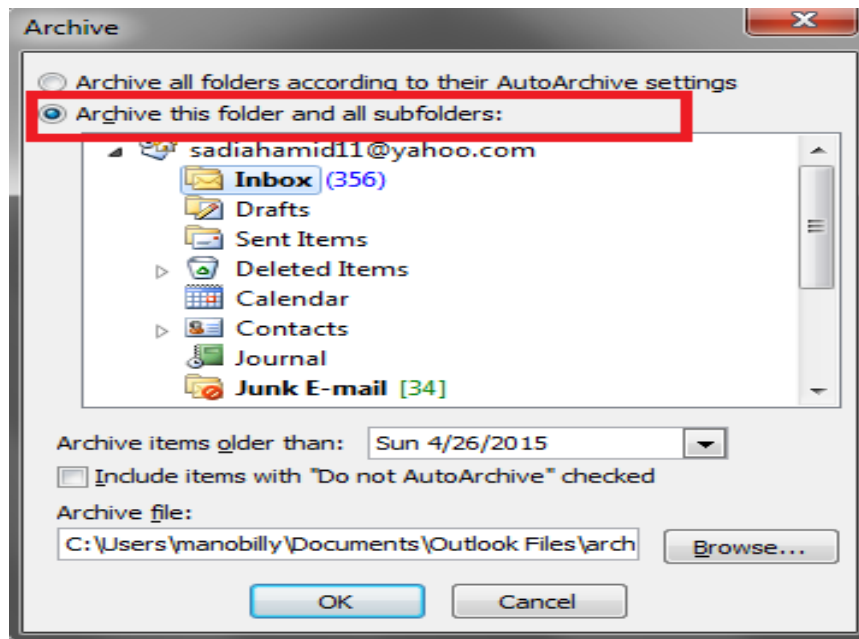 Archive
Archive all folders according to their AutoArchive settings
Archive this folder and all subfolders:
sadiahamid11@yahoo.com
Inbox (356)
Drafts
Sent Items
Deleted Items
Calendar
Contacts
Journal
Junk E-mail [34]
Archive items older than: Sun 4/26/2015
Include items with "Do not AutoArchive" checked
Archive file:
C:\Users\manobilly\Documents\Outlook Files\arch Browse...
OK Cancel